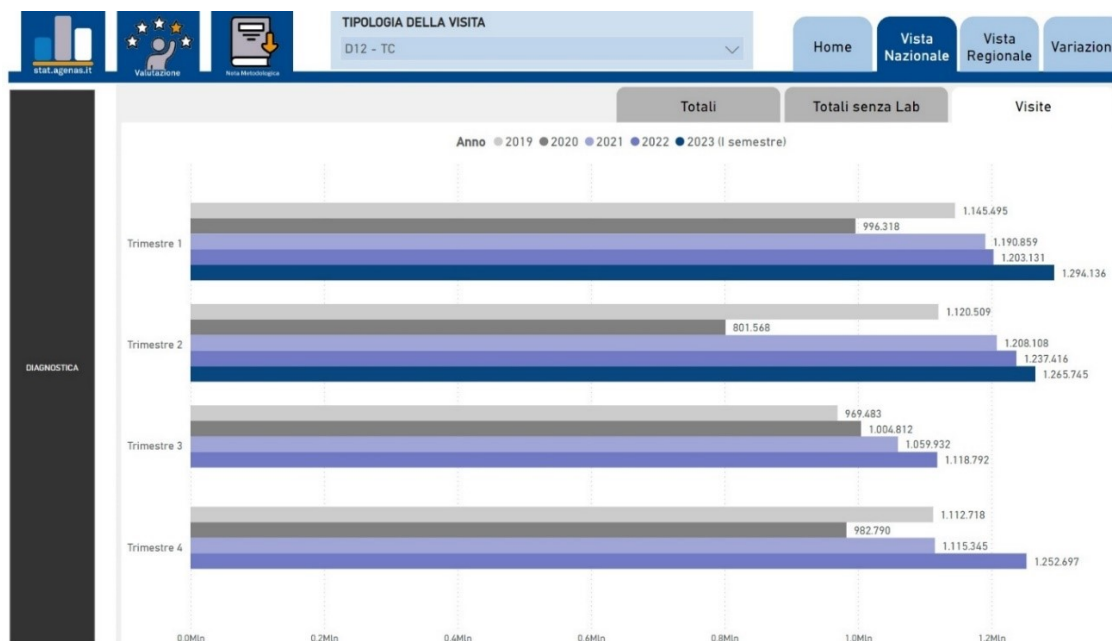 stat.agenas.it
Valutazione
Nota Metodologica
TIPOLOGIA DELLA VISITA
D12 - TC
Home
Vista
Nazionale
Vista
Regionale
Variazion
Totali
Totali senza Lab
Visite
Anno 2019 2020 2021 2022 2023 (I semestre)
DIAGNOSTICA
Trimestre 1
1.145.495
996.318
1.190.859
1.203.131
1.294.136
Trimestre 2
1.120.509
801.568
1.208.108
1.237.416
1.265.745
Trimestre 3
969.483
1.004.812
1.059.932
1.118.792
Trimestre 4
1.112.718
982.790
1.115.345
1.252.697
0.0Mln 0.2Mln 0.4Mln 0.6Mln 0.8Mln 1.0Mln 1.2Mln